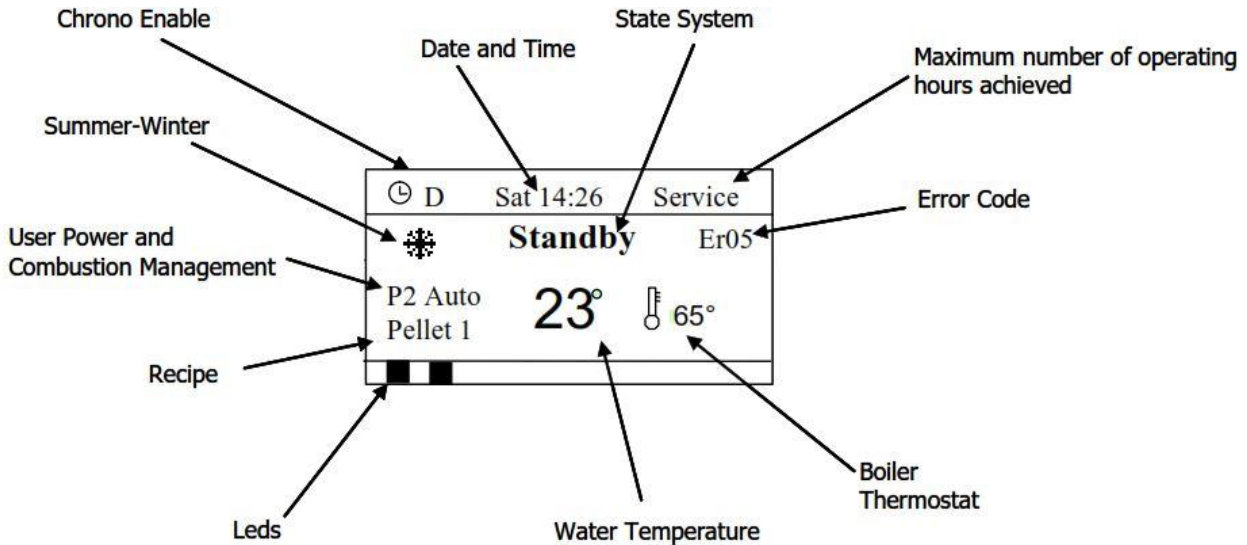 Chrono Enable
State System
Date and Time
Maximum number of operating
hours achieved
Summer-Winter
D Sat 14:26 Service
Error Code
Standby Er05
User Power and
Combustion Management
P2 Auto
23° 65°
Pellet 1
Recipe
Boiler
Thermostat
Leds
Water Temperature